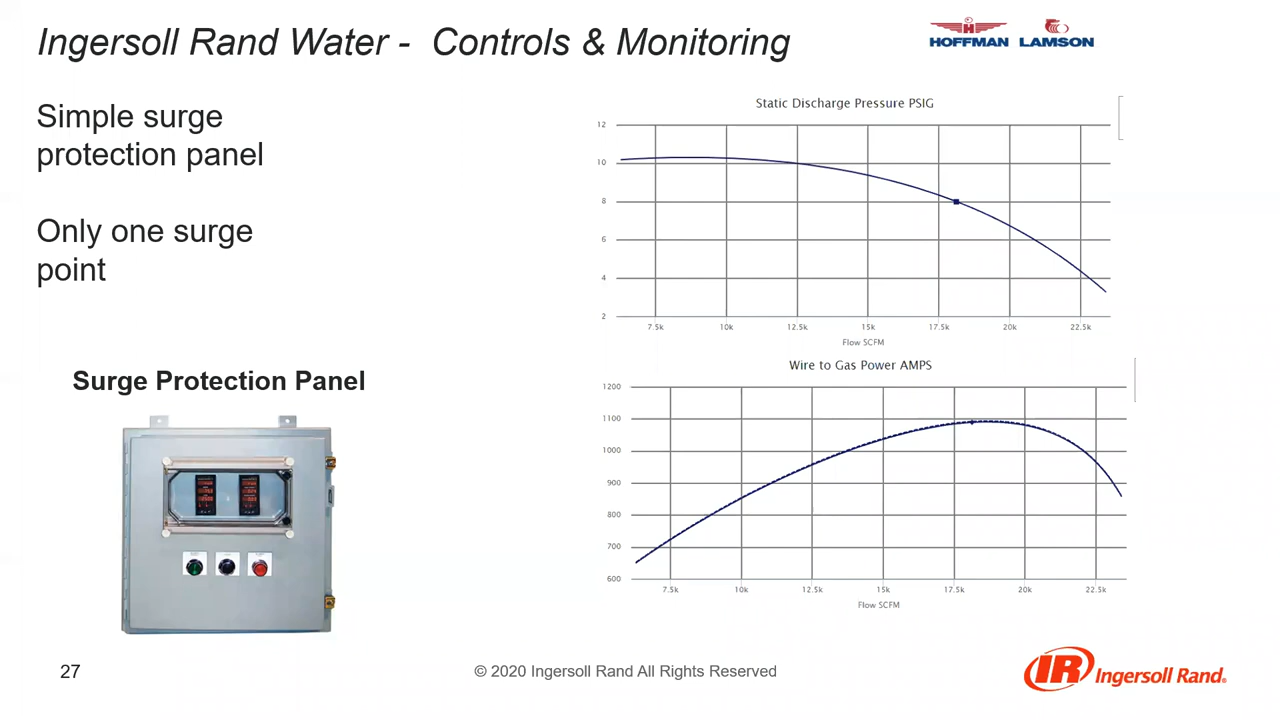 Ingersoll Rand Water -  Controls & Monitoring
HOFFMAN LAMSON
Simple surge
protection panel
Only one surge
point
Surge Protection Panel
Static Discharge Pressure PSIG
12
10
8
6
4
2
7.5k 10k 12.5k 15k 17.5k 20k 22.5k
Flow SCFM
Wire to Gas Power AMPS
1200
1100
1000
900
800
700
600
7.5k 10k 12.5k 15k 17.5k 20k 22.5k
Flow SCFM
27
© 2020 Ingersoll Rand All Rights Reserved
IR Ingersoll Rand®